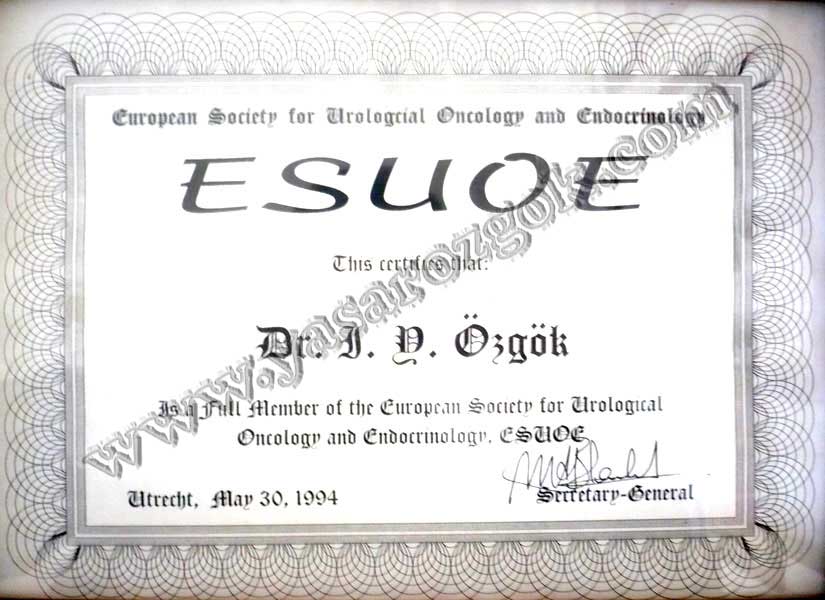 European Society for Urologcial Oncology and Endocrinology
ESUOE
This certifies that:
Dr. I. Y. Özgök
Is a Full Member of the European Society for Urological
Oncology and Endocrinology, ESUOE
Utrecht, May 30, 1994
Secretary-General
www.yasarozgok.com